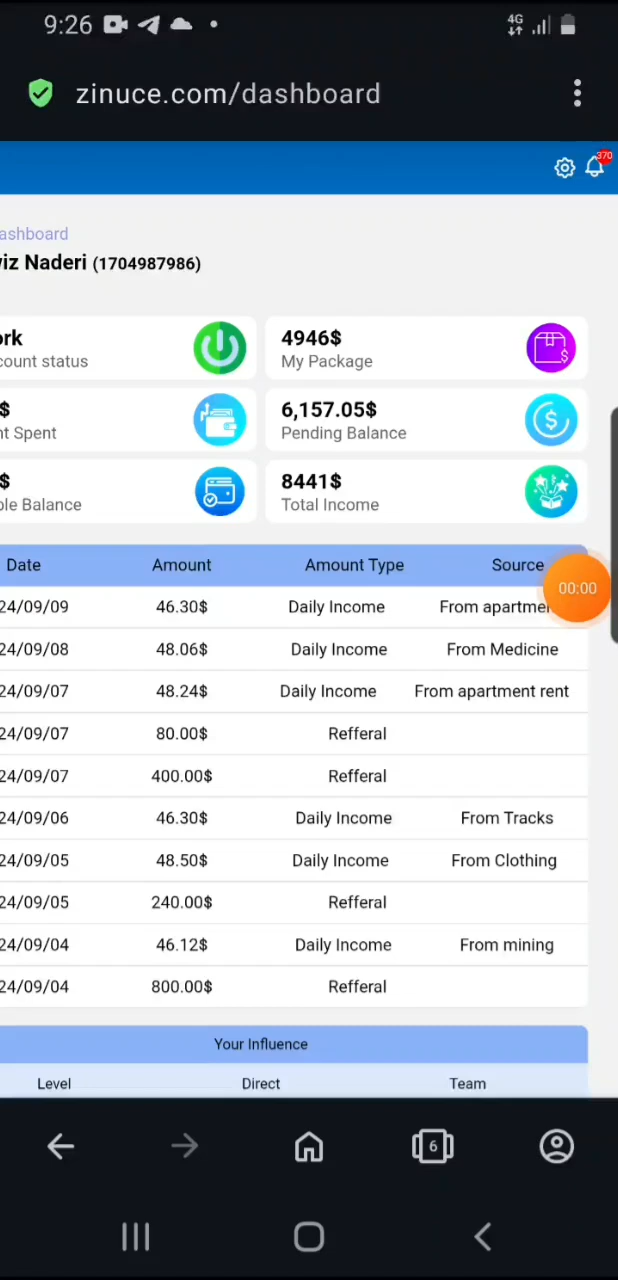 9:26 4G
zinuce.com/dashboard
370
ashboard
iz Naderi (1704987986)
ork 4946$
count status My Package
$ 6,157.05$
nt Spent Pending Balance
$ 8441$
ble Balance Total Income
Date Amount Amount Type Source
24/09/09 46.30$ Daily Income From apartme
00:00
24/09/08 48.06$ Daily Income From Medicine
24/09/07 48.24$ Daily Income From apartment rent
24/09/07 80.00$ Refferal
24/09/07 400.00$ Refferal
24/09/06 46.30$ Daily Income From Tracks
24/09/05 48.50$ Daily Income From Clothing
24/09/05 240.00$ Refferal
24/09/04 46.12$ Daily Income From mining
24/09/04 800.00$ Refferal
Your Influence
Level Direct Team
6